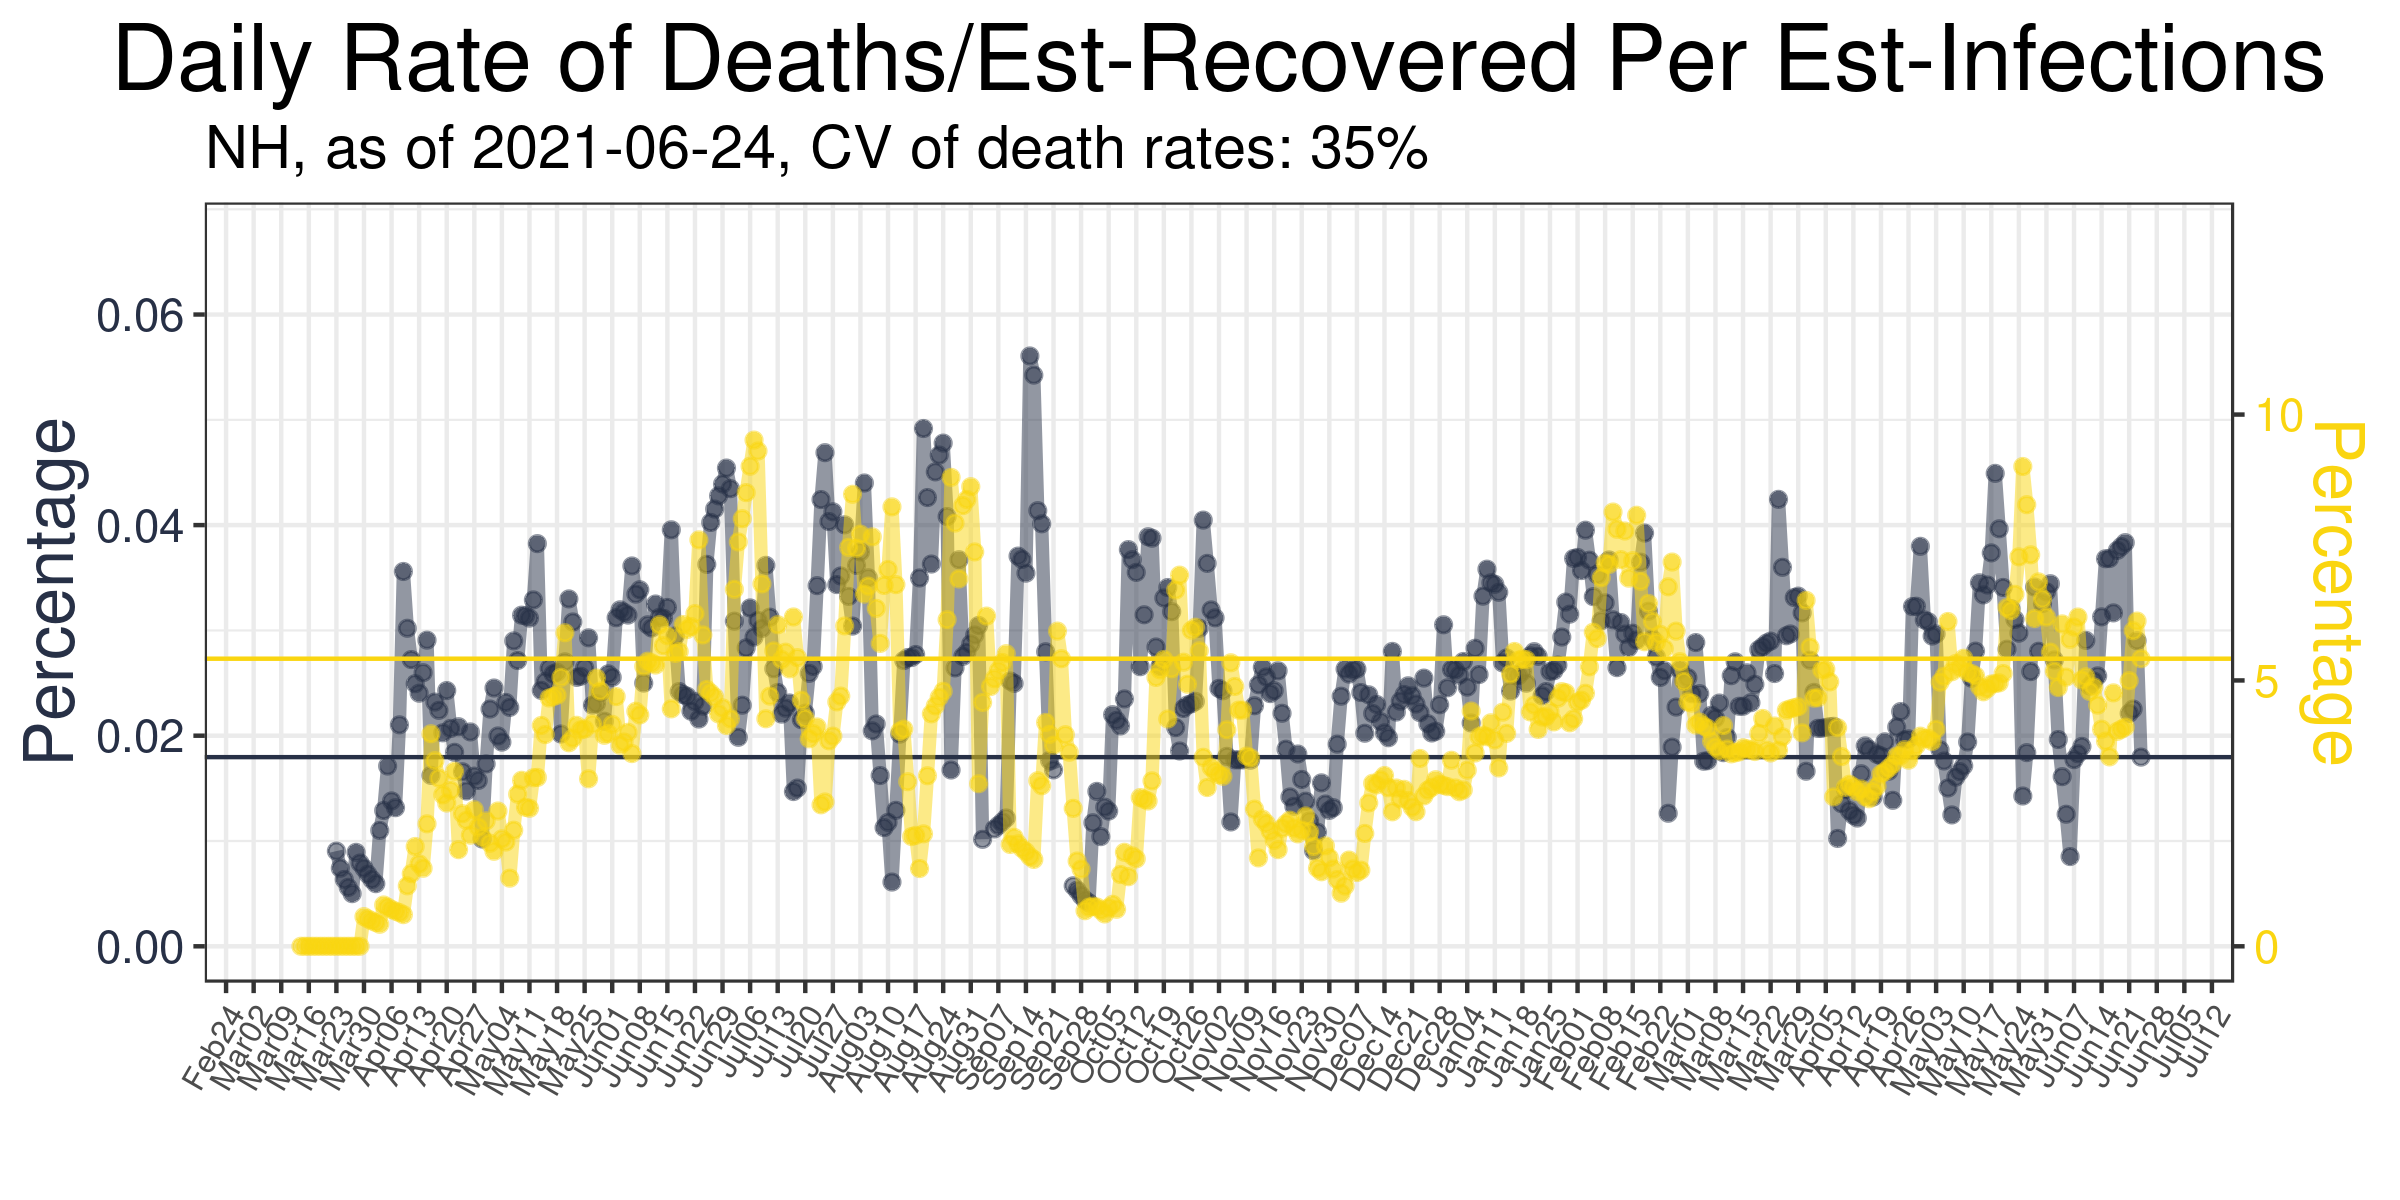 Daily Rate of Deaths/Est-Recovered Per Est-Infections
NH, as of 2021-06-24, CV of death rates: 35%
Percentage
0.06
0.04
0.02
0.00
10
5
0
Percentage
Feb24
Mar02
Mar09
Mar16
Mar23
Mar30
Apr06
Apr13
Apr20
Apr27
May04
May11
May18
May25
Jun01
Jun08
Jun15
Jun22
Jun29
Jul06
Jul13
Jul20
Jul27
Aug03
Aug10
Aug17
Aug24
Aug31
Sep07
Sep14
Sep21
Sep28
Oct05
Oct12
Oct19
Oct26
Nov02
Nov09
Nov16
Nov23
Nov30
Dec07
Dec14
Dec21
Dec28
Jan04
Jan11
Jan18
Jan25
Feb01
Feb08
Feb15
Feb22
Mar01
Mar08
Mar15
Mar22
Mar29
Apr05
Apr12
Apr19
Apr26
May03
May10
May17
May24
May31
Jun07
Jun14
Jun21
Jun28
Jul05
Jul12